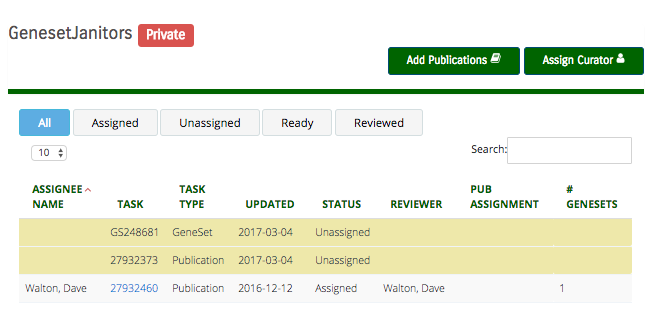 GenesetJanitors Private
Add Publications Assign Curator
All Assigned Unassigned Ready Reviewed
10 Search:
ASSIGNEE NAME TASK TASK TYPE UPDATED STATUS REVIEWER PUB ASSIGNMENT # GENESETS
GS248681 GeneSet 2017-03-04 Unassigned
27932373 Publication 2017-03-04 Unassigned
Walton, Dave 27932460 Publication 2016-12-12 Assigned Walton, Dave 1